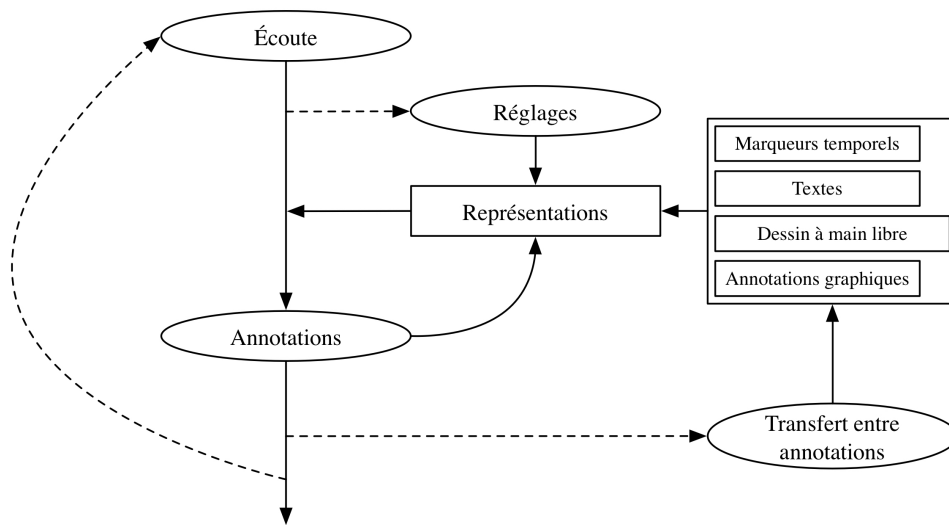 Écoute
Réglages
Marqueurs temporels
Textes
Représentations
Dessin à main libre
Annotations graphiques
Annotations
Transfert entre
annotations